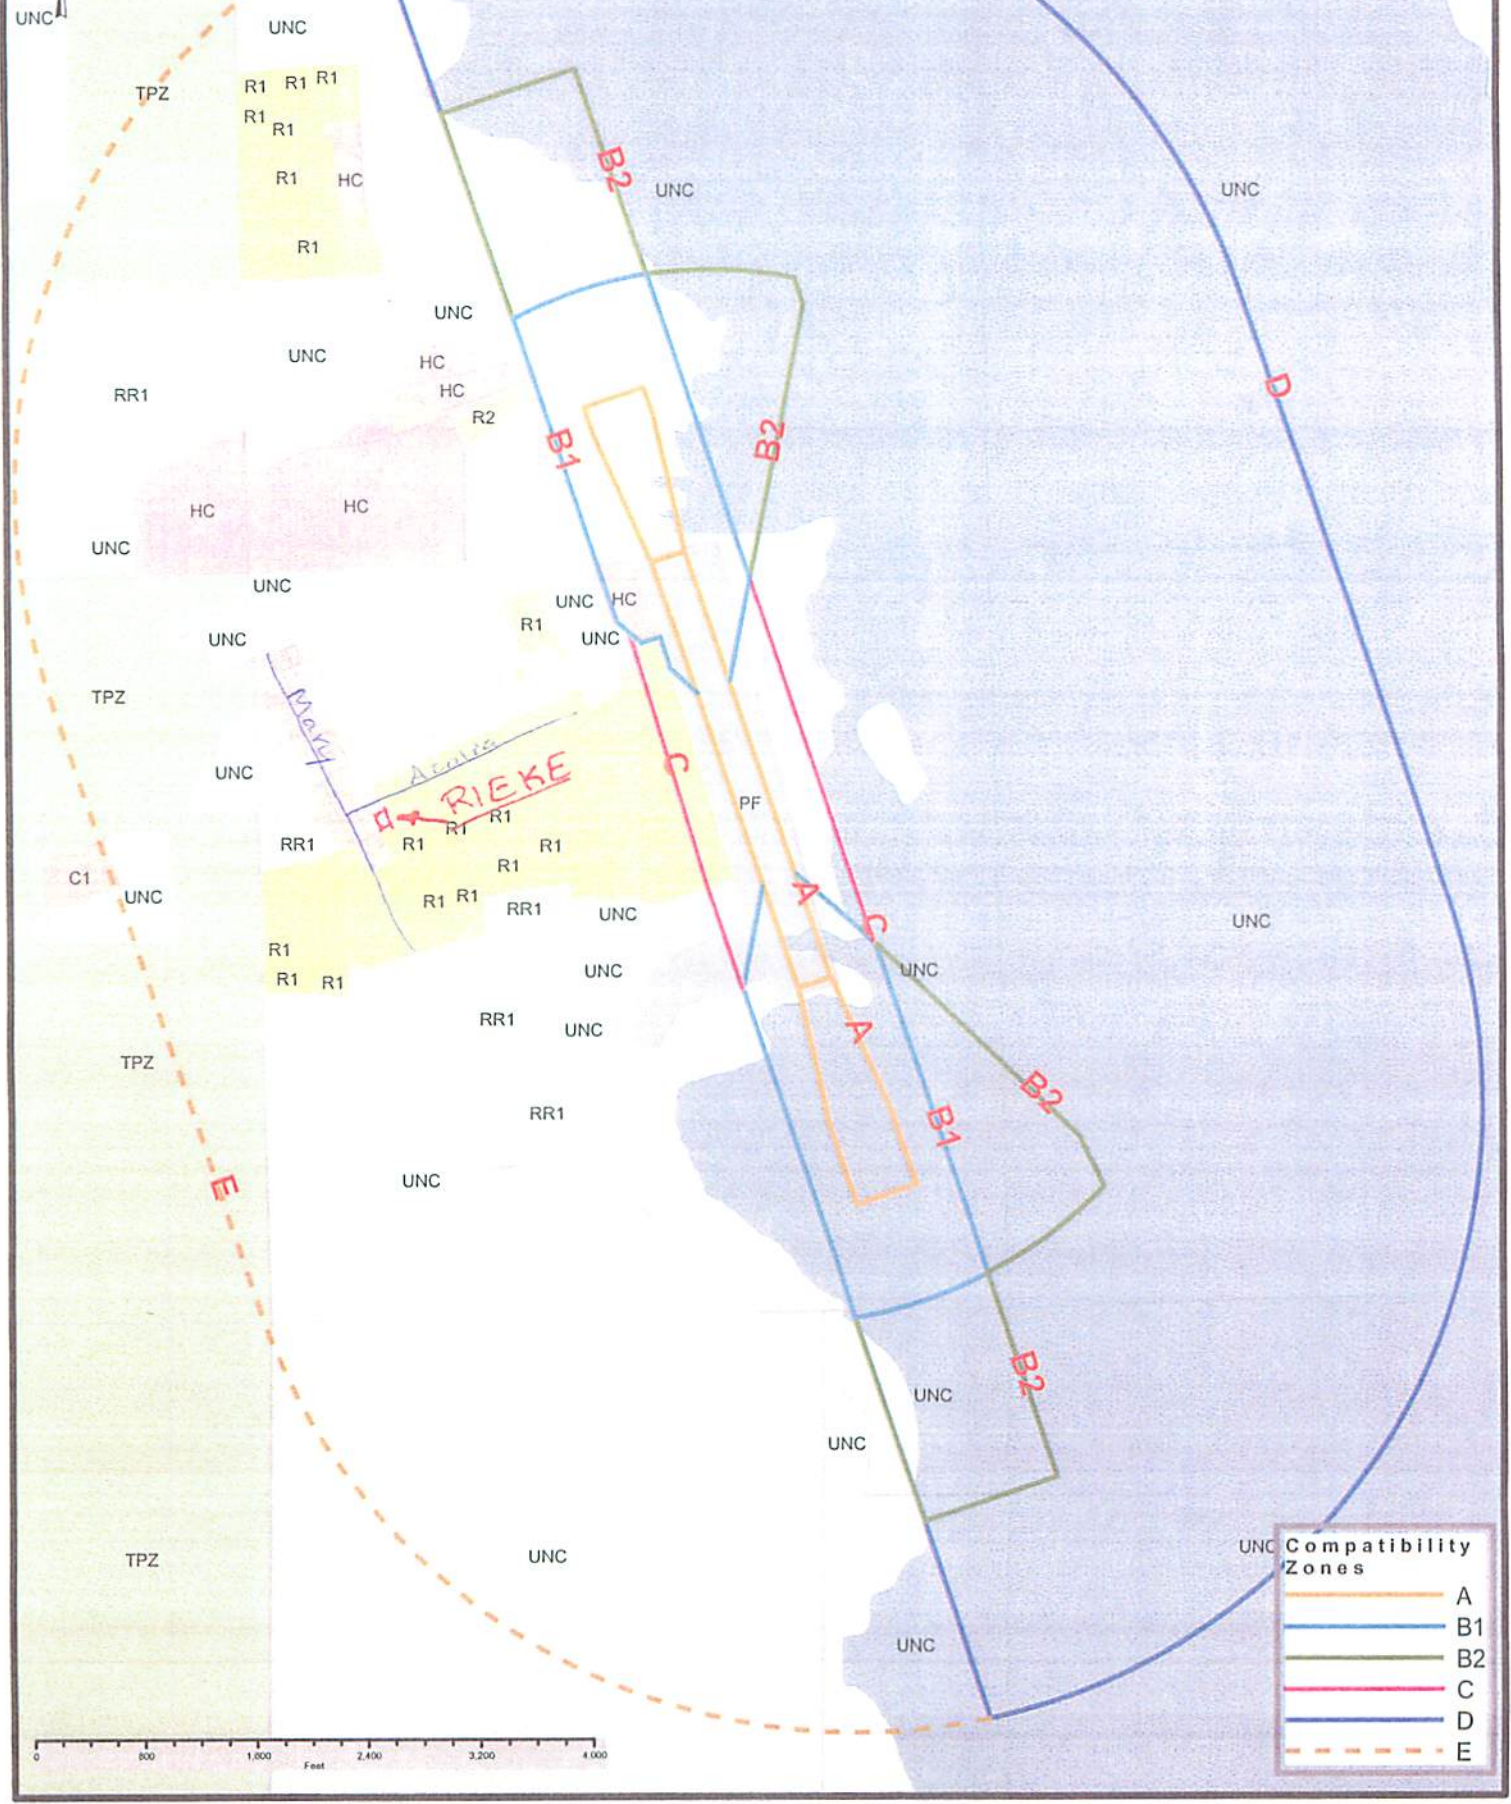 UNC
UNC
TPZ
R1 R1 R1
R1
R1
R1 HC
R1
B2
UNC
UNC
UNC
UNC
HC
HC
R2
RR1
D
B1
B2
HC
HC
UNC
UNC
UNC HC
R1
UNC
UNC
TPZ
Mary
UNC
C
RIEKE
PF
R1
R1
R1
R1
R1
RR1
C1
UNC
A
R1
R1
RR1
UNC
C
UNC
R1
R1
R1
UNC
UNC
RR1
UNC
A
TPZ
B2
RR1
B1
UNC
E
B2
UNC
UNC
TPZ
UNC
UNC
UNC
Compatibility
Zones
A
B1
B2
C
D
E
0 800 1,600 2,400 3,200 4,000
Feet